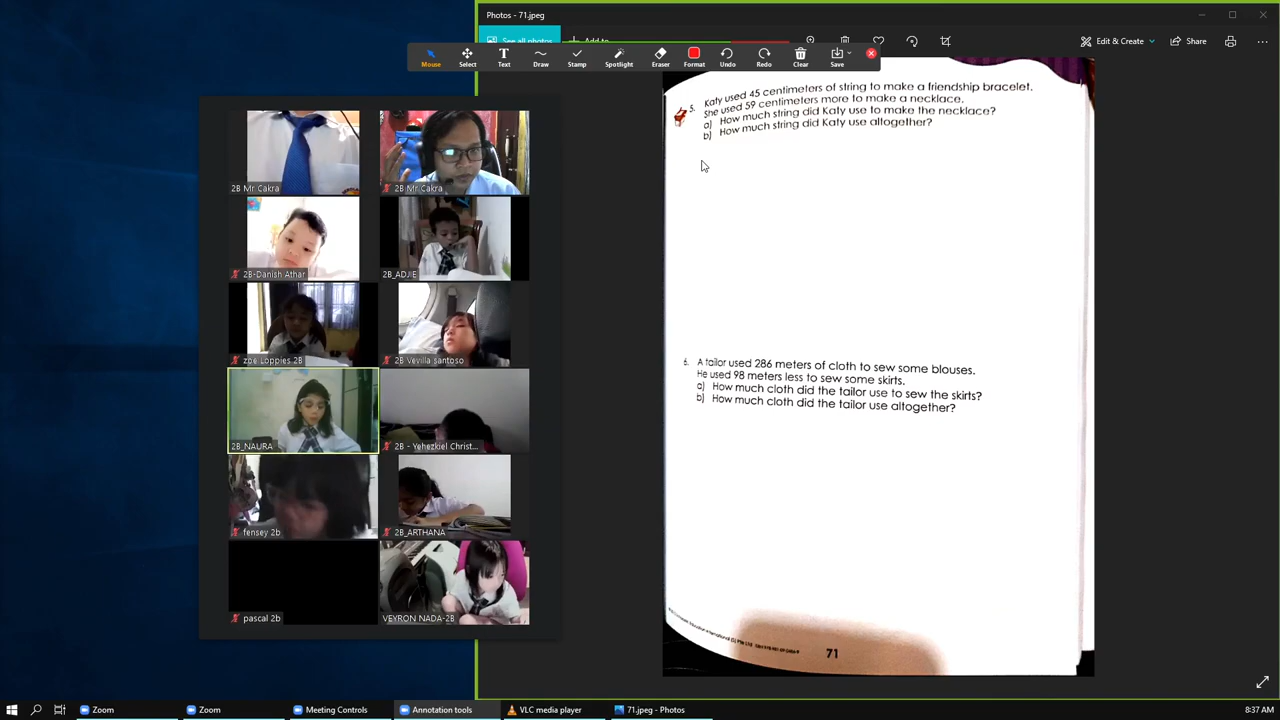 Photos - 71.jpeg
See all photos
Add to
Edit & Create
Share
Mouse
Select
Text
Draw
Stamp
Spotlight
Eraser
Format
Undo
Redo
Clear
Save
5. Katy used 45 centimeters of string to make a friendship bracelet.
She used 59 centimeters more to make a necklace.
a) How much string did Katy use to make the necklace?
b) How much string did Katy use altogether?
6. A tailor used 286 meters of cloth to sew some blouses.
He used 98 meters less to sew some skirts.
a) How much cloth did the tailor use to sew the skirts?
b) How much cloth did the tailor use altogether?
71
2B Mr Cakra
2B Mr Cakra
2B-Danish Athar
2B_ADJIE
zoe Loppies 2B
2B Vevilla santoso
2B_NAURA
2B - Yehezkiel Christ...
fensey 2b
2B_ARTHANA
pascal 2b
VEYRON NADA-2B
Zoom
Zoom
Meeting Controls
Annotation tools
VLC media player
71.jpeg - Photos
8:37 AM